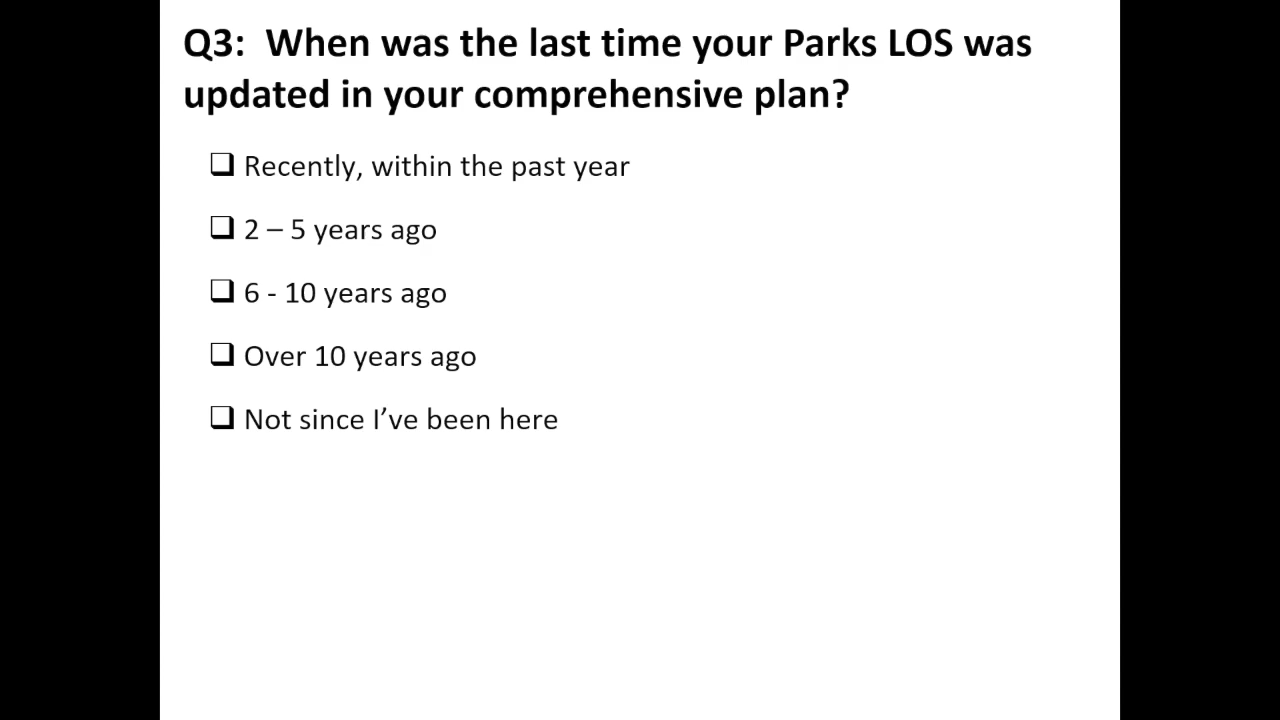 Q3:  When was the last time your Parks LOS was
updated in your comprehensive plan?
❑ Recently, within the past year
❑ 2 – 5 years ago
❑ 6 - 10 years ago
❑ Over 10 years ago
❑ Not since I’ve been here